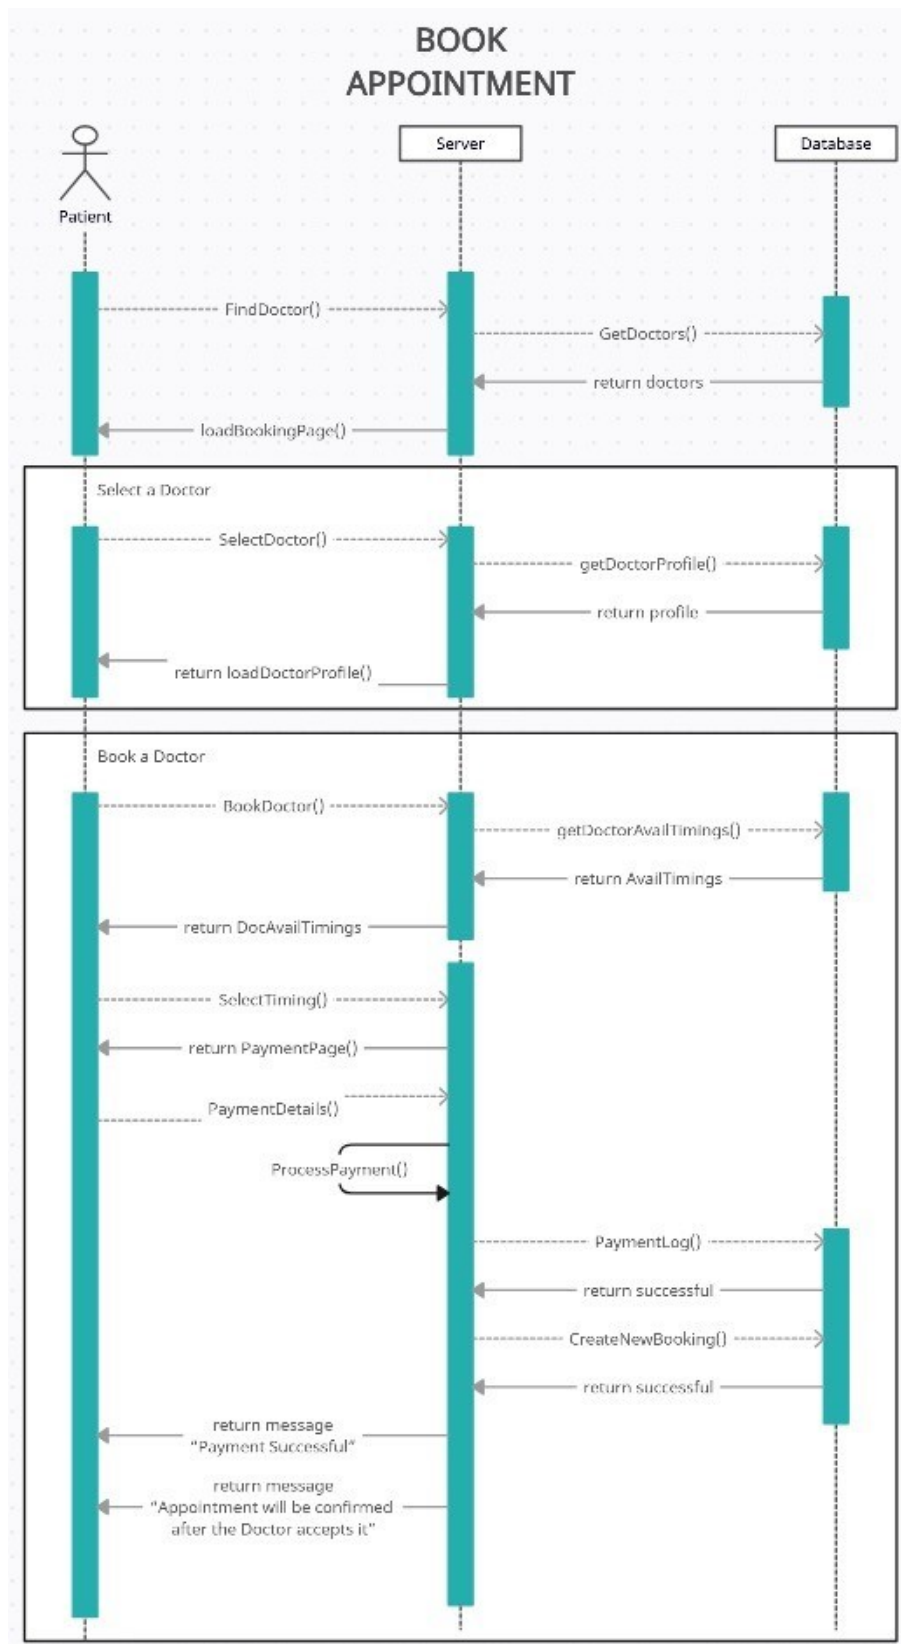 BOOK
APPOINTMENT
Patient
Server
Database
FindDoctor()
GetDoctors()
return doctors
loadBookingPage()
Select a Doctor
SelectDoctor()
getDoctorProfile()
return profile
return loadDoctorProfile()
Book a Doctor
BookDoctor()
getDoctorAvailTimings()
return AvailTimings
return DocAvailTimings
SelectTiming()
return PaymentPage()
PaymentDetails()
ProcessPayment()
PaymentLog()
return successful
CreateNewBooking()
return successful
return message
“Payment Successful”
return message
“Appointment will be confirmed
after the Doctor accepts it”